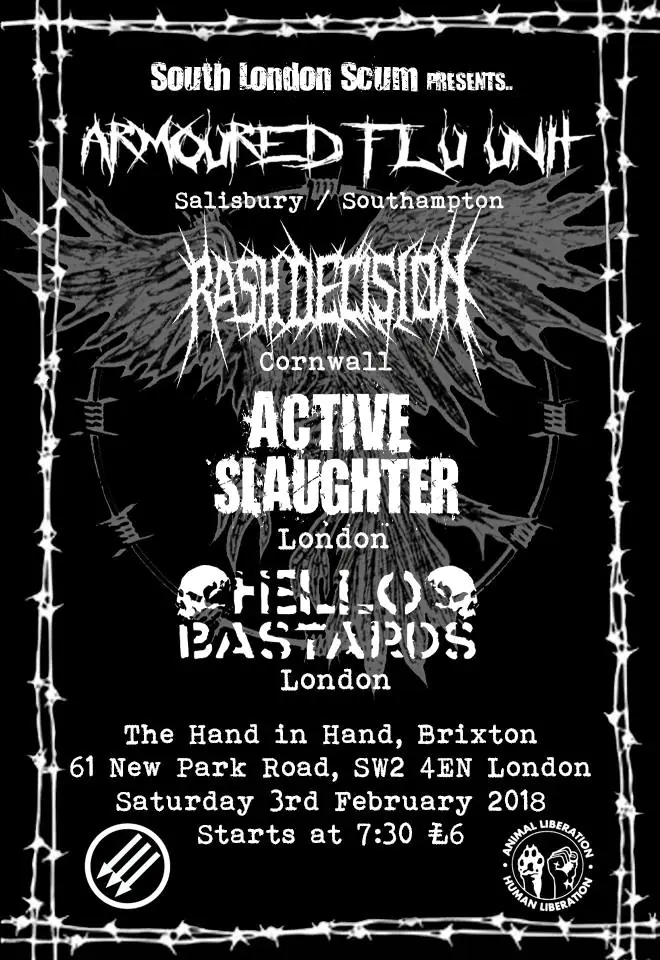 South London Scum PRESENTS..
ARMOURED FLU UNIT
Salisbury / Southampton
RASH DECISION
Cornwall
ACTIVE
SLAUGHTER
London
HELLO
BASTARDS
London
The Hand in Hand, Brixton
61 New Park Road, SW2 4EN London
Saturday 3rd February 2018
Starts at 7:30 £6
ANIMAL LIBERATION
HUMAN LIBERATION